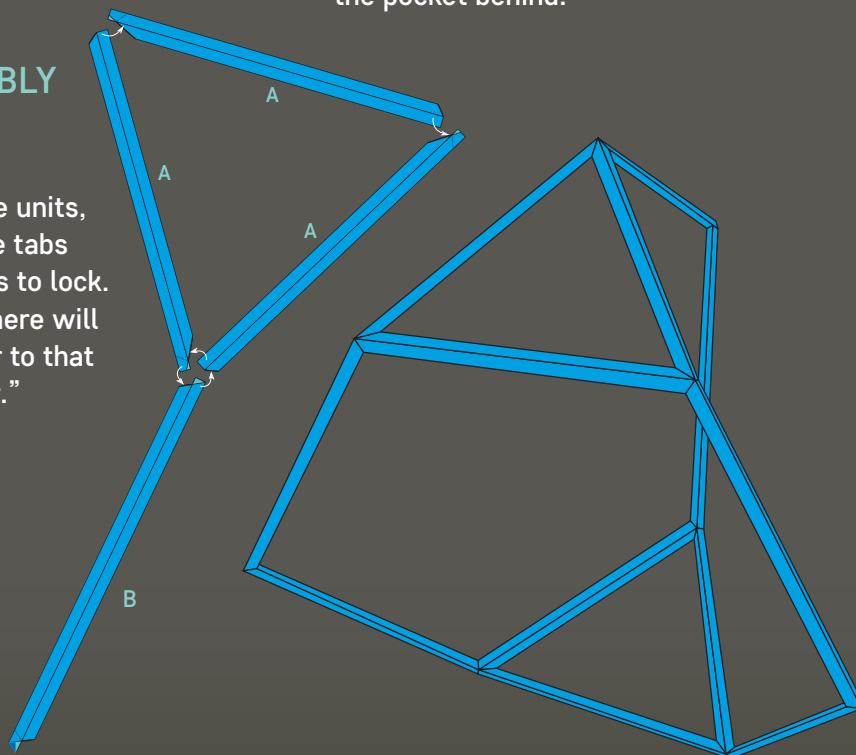 the pocket behind.
BLY
e units,
e tabs
s to lock.
here will
r to that
.”
A
A
A
B